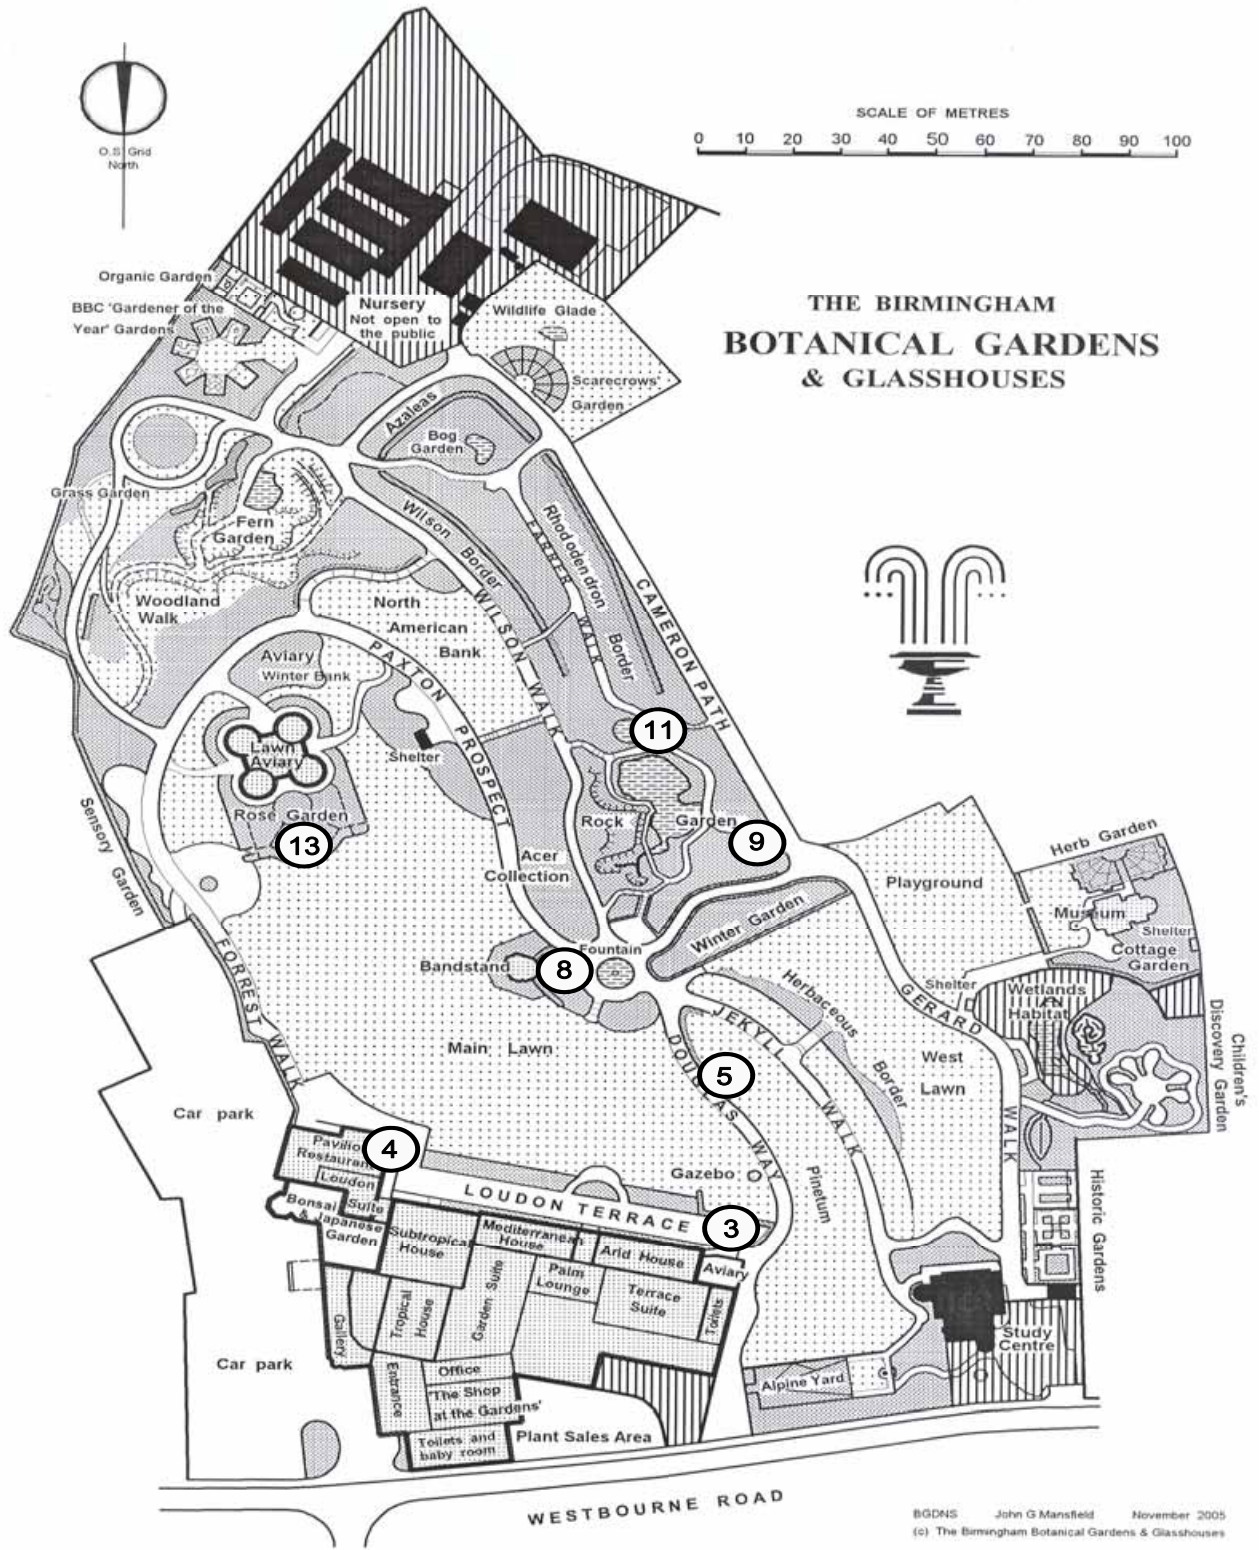 SCALE OF METRES
0 10 20 30 40 50 60 70 80 90 100
O.S. Grid
North
THE BIRMINGHAM
BOTANICAL GARDENS
& GLASSHOUSES
Organic Garden
BBC 'Gardener of the
Year' Gardens
Nursery
Not open to
the public
Wildlife Glade
Scarecrows'
Garden
Azaleas
Bog
Garden
Grass Garden
Fern
Garden
Wilson Border
Rhododendron
Border
FARRER WALK
CAMERON PATH
Woodland
Walk
North
American
Bank
WILSON WALK
Aviary
Winter Bank
PAXTON PROSPECT
Lawn
Aviary
Shelter
11
Rose Garden
13
Rock Garden
9
Sensory Garden
Acer
Collection
Playground
Herb Garden
Museum
Shelter
Cottage
Garden
Winter Garden
Fountain
Bandstand
8
FOREST WALK
Herbaceous Border
Shelter
Wetlands
Habitat
GERARD WALK
Children's
Discovery Garden
JEKYLL WALK
Main Lawn
DOUGLAS WAY
5
West
Lawn
Car park
Pavilion
Restaurant
4
Loudon
Suite
Bonsai
& Japanese
Garden
Gazebo
Pinetum
LOUDON TERRACE
3
Historic Gardens
Subtropical
House
Mediterranean
House
Arid House
Aviary
Palm
Lounge
Terrace
Suite
Toilets
Garden Suite
Tropical
House
Gallery
Study
Centre
Car park
Entrance
Office
'The Shop
at the Gardens'
Alpine Yard
Toilets and
baby room
Plant Sales Area
WESTBOURNE ROAD
BGDNS John G Mansfield November 2005
(c) The Birmingham Botanical Gardens & Glasshouses